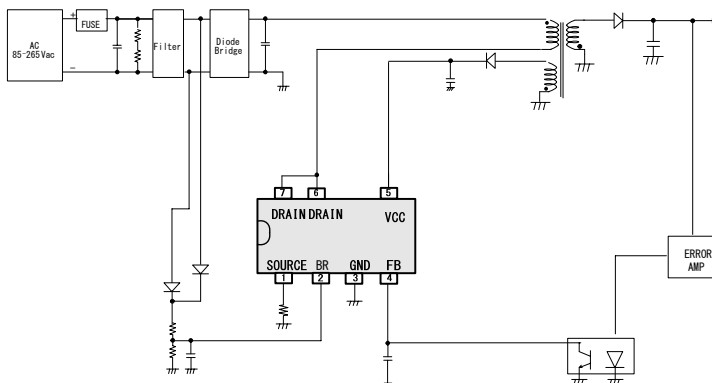 +
FUSE
AC
85-265Vac
−
Filter
Diode
Bridge
7
6
5
DRAIN DRAIN
VCC
SOURCE BR GND FB
1
2
3
4
ERROR
AMP